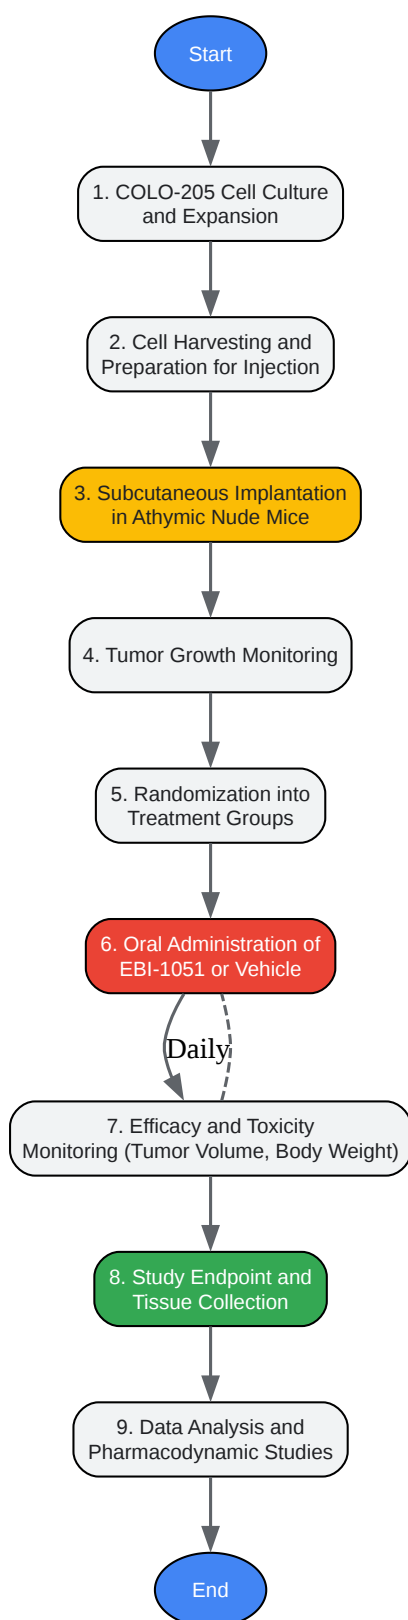 Start
1. COLO-205 Cell Culture
and Expansion
2. Cell Harvesting and
Preparation for Injection
3. Subcutaneous Implantation
in Athymic Nude Mice
4. Tumor Growth Monitoring
5. Randomization into
Treatment Groups
6. Oral Administration of
EBI-1051 or Vehicle
Daily
7. Efficacy and Toxicity
Monitoring (Tumor Volume, Body Weight)
8. Study Endpoint and
Tissue Collection
9. Data Analysis and
Pharmacodynamic Studies
End